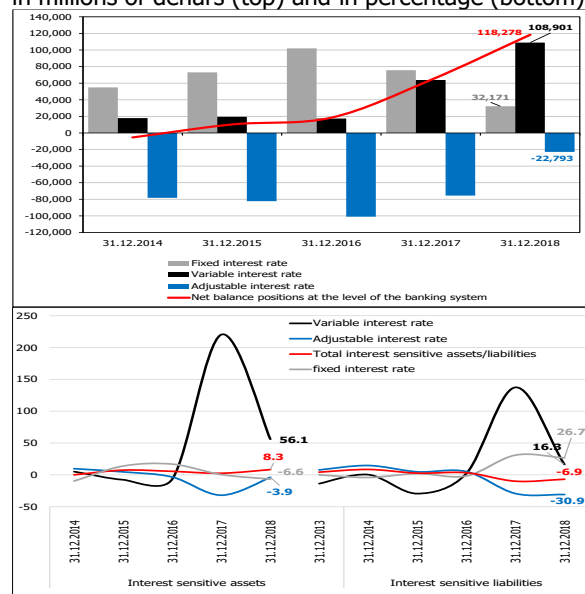 in millions of denars (top) and in percentage (bottom)
140,000
120,000
100,000
80,000
60,000
40,000
20,000
0
-20,000
-40,000
-60,000
-80,000
-100,000
-120,000
118,278
108,901
32,171
-22,793
31.12.2014 31.12.2015 31.12.2016 31.12.2017 31.12.2018
Fixed interest rate
Variable interest rate
Adjustable interest rate
Net balance positions at the level of the banking system
250
200
150
100
50
0
-50
Variable interest rate
Adjustable interest rate
Total interest sensitive assets/liabilities
fixed interest rate
56.1
8.3
-6.6
-3.9
26.7
16.3
-6.9
-30.9
31.12.2014 31.12.2015 31.12.2016 31.12.2017 31.12.2018 31.12.2013 31.12.2014 31.12.2015 31.12.2016 31.12.2017 31.12.2018
Interest sensitive assets Interest sensitive liabilities